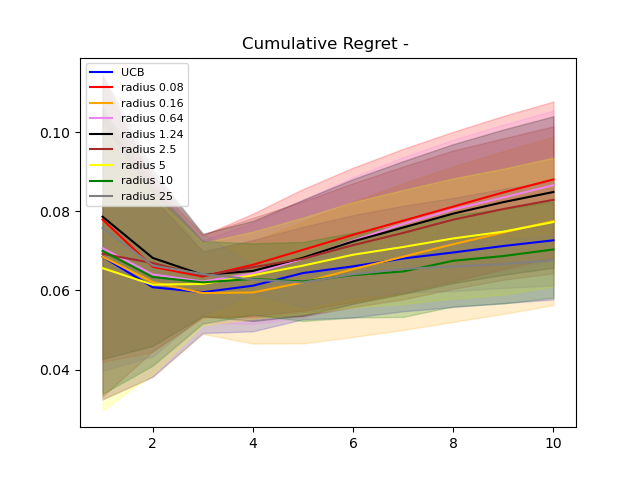 Cumulative Regret -
UCB
radius 0.08
radius 0.16
radius 0.64
radius 1.24
radius 2.5
radius 5
radius 10
radius 25
0.10
0.08
0.06
0.04
2 4 6 8 10